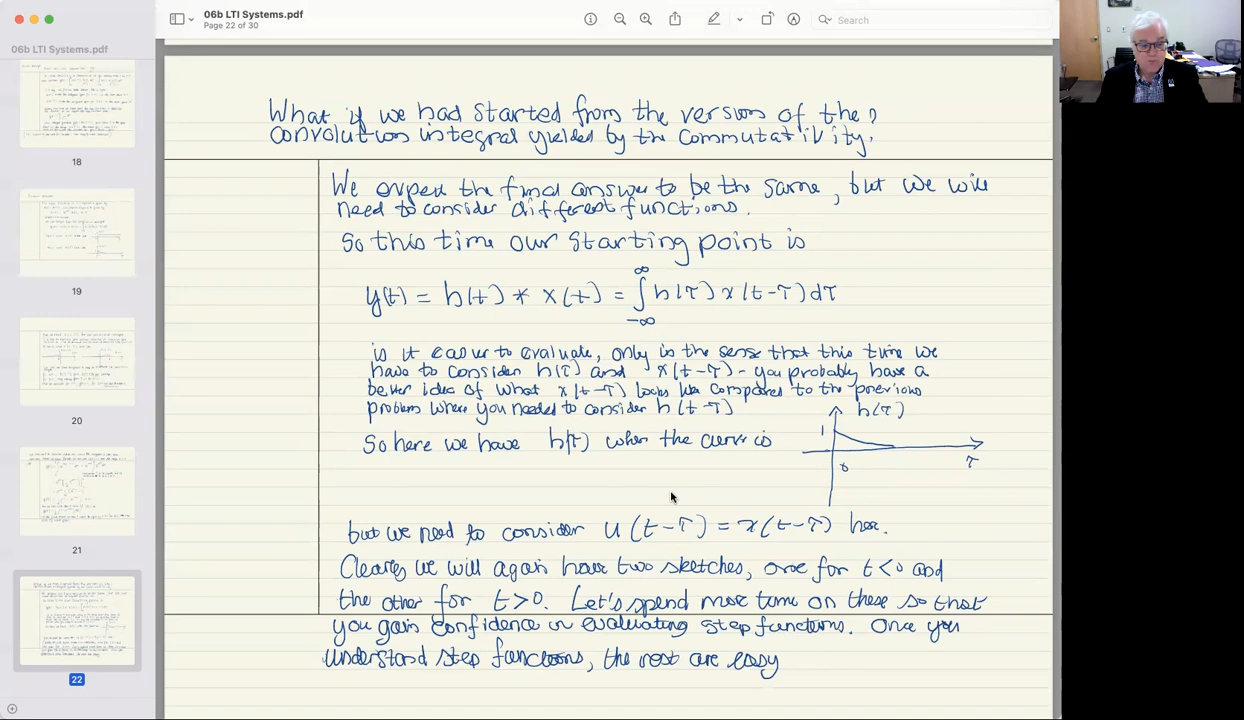 06b LTI Systems.pdf
Page 22 of 30
Search
06b LTI Systems.pdf
18
19
20
21
22
What if we had started from the version of the ?
convolution integral yielded by the commutativity.
We expect the final answer to be the same, but we will
need to consider different functions.
So this time our starting point is
y(t) = h(t) * x(t) = ∫_{-∞}^{∞} h(τ) x(t-τ) dτ
is it easier to evaluate, only in the sense that this time we
have to consider h(τ) and x(t-τ) - you probably have a
better idea of what x(t-τ) looks like compared to the previous
problem where you needed to consider h(t-τ)
h(τ)
So here we have h(τ) when the curve is
1
0
τ
but we need to consider u(t-τ) = x(t-τ) here.
Clearly we will again have two sketches, one for t<0 and
the other for t>0. Let's spend more time on these so that
you gain confidence in evaluating step functions. Once you
understand step functions, the rest are easy